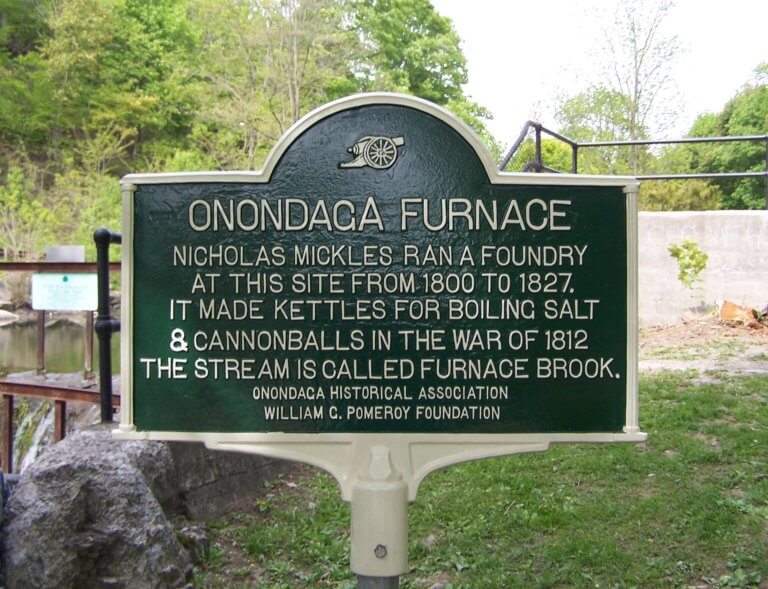 ONONDAGA FURNACE
NICHOLAS MICKLES RAN A FOUNDRY
AT THIS SITE FROM 1800 TO 1827.
IT MADE KETTLES FOR BOILING SALT
& CANNONBALLS IN THE WAR OF 1812
THE STREAM IS CALLED FURNACE BROOK.
ONONDAGA HISTORICAL ASSOCIATION
WILLIAM G. POMEROY FOUNDATION